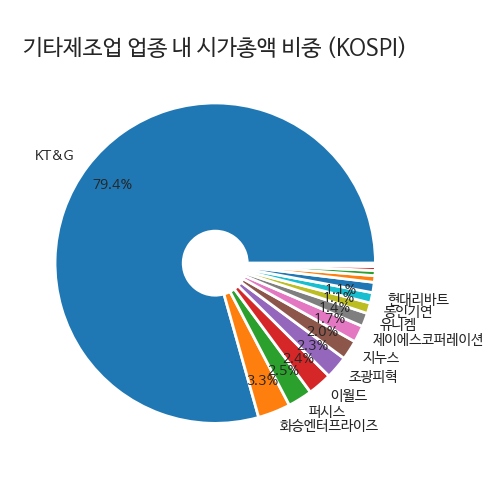 기타제조업 업종 내 시가총액 비중 (KOSPI)
KT&G
79.4%
1.1%
현대리바트
1.1%
동인기연
1.4%
유니켐
1.7%
제이에스코퍼레이션
2.0%
지누스
2.3%
조광피혁
2.4%
이월드
2.5%
퍼시스
3.3%
화승엔터프라이즈